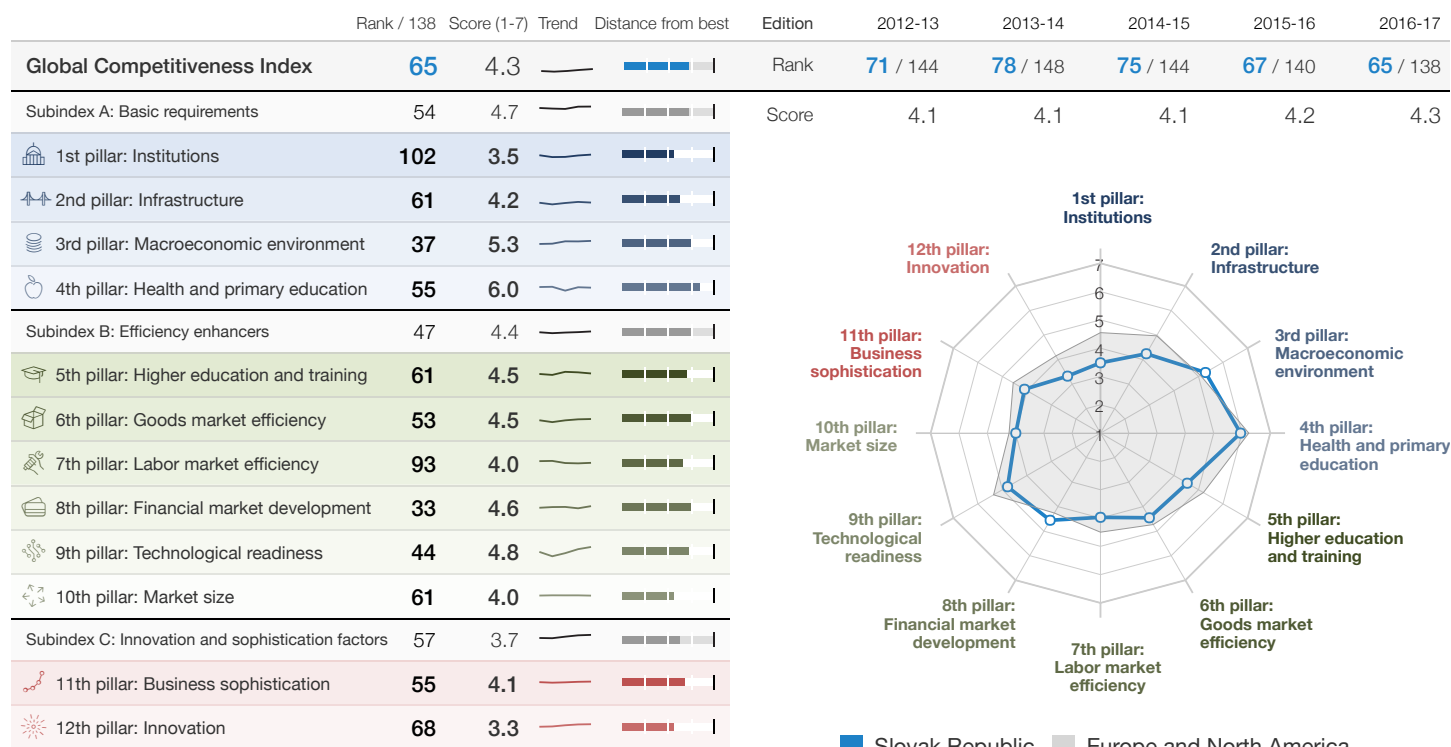 Rank / 138 Score (1-7) Trend Distance from best
Global Competitiveness Index 65 4.3
Subindex A: Basic requirements 54 4.7
1st pillar: Institutions 102 3.5
2nd pillar: Infrastructure 61 4.2
3rd pillar: Macroeconomic environment 37 5.3
4th pillar: Health and primary education 55 6.0
Subindex B: Efficiency enhancers 47 4.4
5th pillar: Higher education and training 61 4.5
6th pillar: Goods market efficiency 53 4.5
7th pillar: Labor market efficiency 93 4.0
8th pillar: Financial market development 33 4.6
9th pillar: Technological readiness 44 4.8
10th pillar: Market size 61 4.0
Subindex C: Innovation and sophistication factors 57 3.7
11th pillar: Business sophistication 55 4.1
12th pillar: Innovation 68 3.3
Edition 2012-13 2013-14 2014-15 2015-16 2016-17
Rank 71 / 144 78 / 148 75 / 144 67 / 140 65 / 138
Score 4.1 4.1 4.1 4.2 4.3
1st pillar:
Institutions
2nd pillar:
Infrastructure
3rd pillar:
Macroeconomic
environment
4th pillar:
Health and primary
education
5th pillar:
Higher education
and training
6th pillar:
Goods market
efficiency
7th pillar:
Labor market
efficiency
8th pillar:
Financial market
development
9th pillar:
Technological
readiness
10th pillar:
Market size
11th pillar:
Business
sophistication
12th pillar:
Innovation
7
6
5
4
3
2
1
Slovak Republic Europe and North America